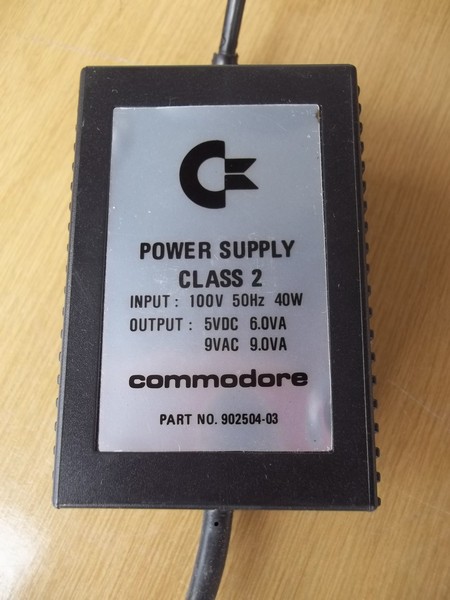 POWER SUPPLY
CLASS 2
INPUT : 100V 50Hz 40W
OUTPUT : 5VDC 6.0VA
9VAC 9.0VA
commodore
PART NO. 902504-03